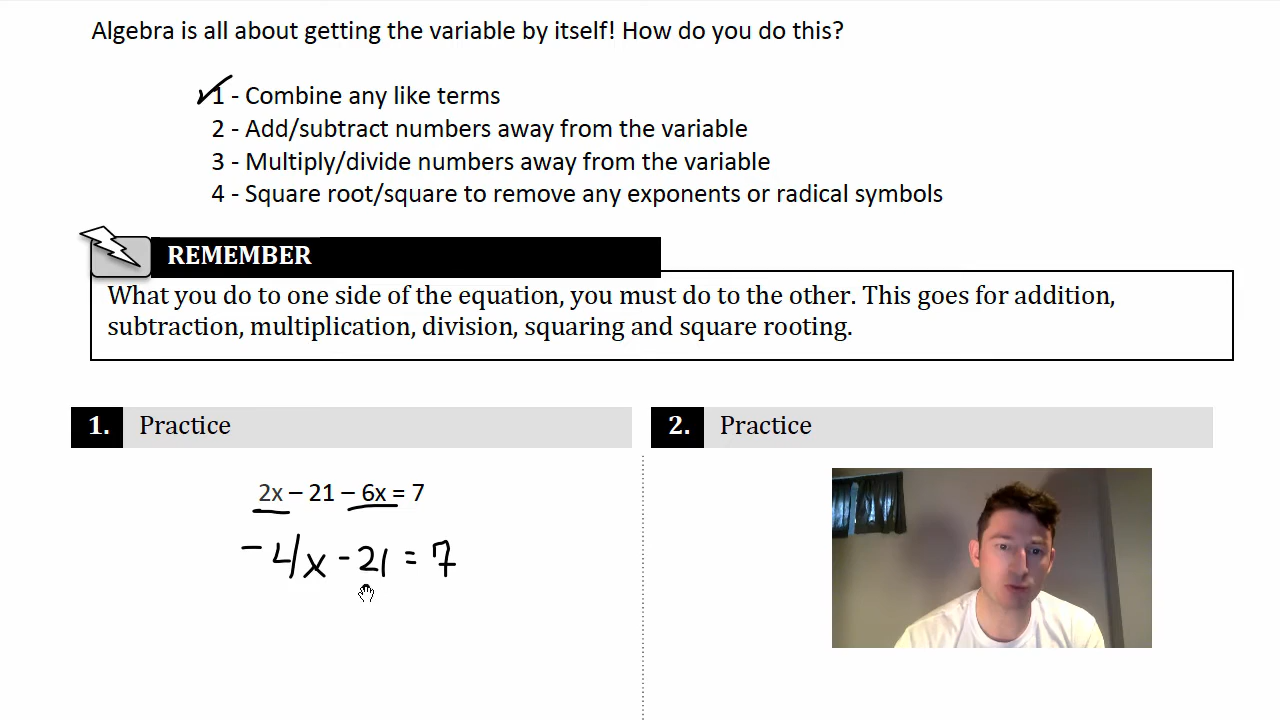 Algebra is all about getting the variable by itself! How do you do this?
1 - Combine any like terms
2 - Add/subtract numbers away from the variable
3 - Multiply/divide numbers away from the variable
4 - Square root/square to remove any exponents or radical symbols
REMEMBER
What you do to one side of the equation, you must do to the other. This goes for addition,
subtraction, multiplication, division, squaring and square rooting.
1. Practice
2x – 21 – 6x = 7
-4x - 21 = 7
2. Practice